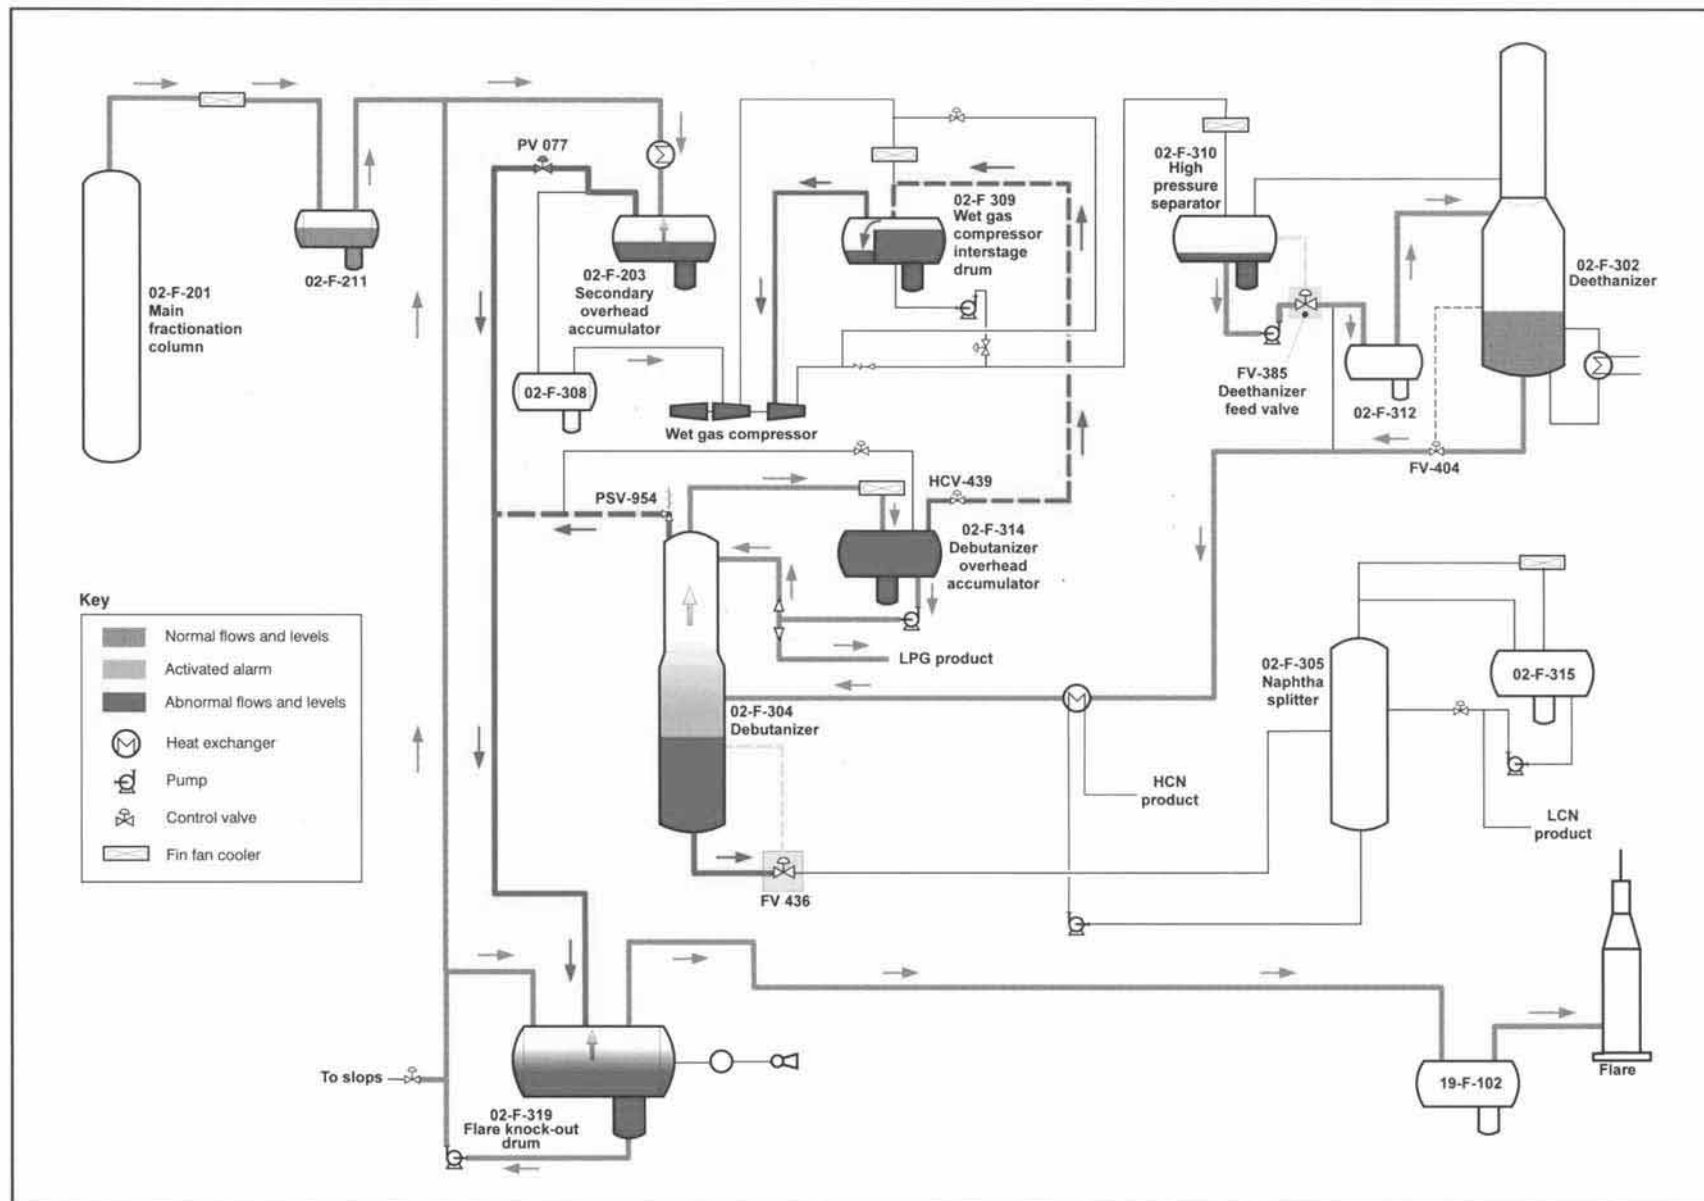 PV 077
02-F-310
High
pressure
separator
02-F 309
Wet gas
compressor
interstage
drum
02-F-201
Main
fractionation
column
02-F-211
02-F-203
Secondary
overhead
accumulator
02-F-302
Deethanizer
FV-385
Deethanizer
feed valve
02-F-308
02-F-312
Wet gas compressor
FV-404
PSV-954
HCV-439
02-F-314
Debutanizer
overhead
accumulator
Key
Normal flows and levels
Activated alarm
Abnormal flows and levels
Heat exchanger
Pump
Control valve
Fin fan cooler
LPG product
02-F-304
Debutanizer
02-F-305
Naphtha
splitter
02-F-315
HCN
product
LCN
product
FV 436
To slops
02-F-319
Flare knock-out
drum
19-F-102
Flare